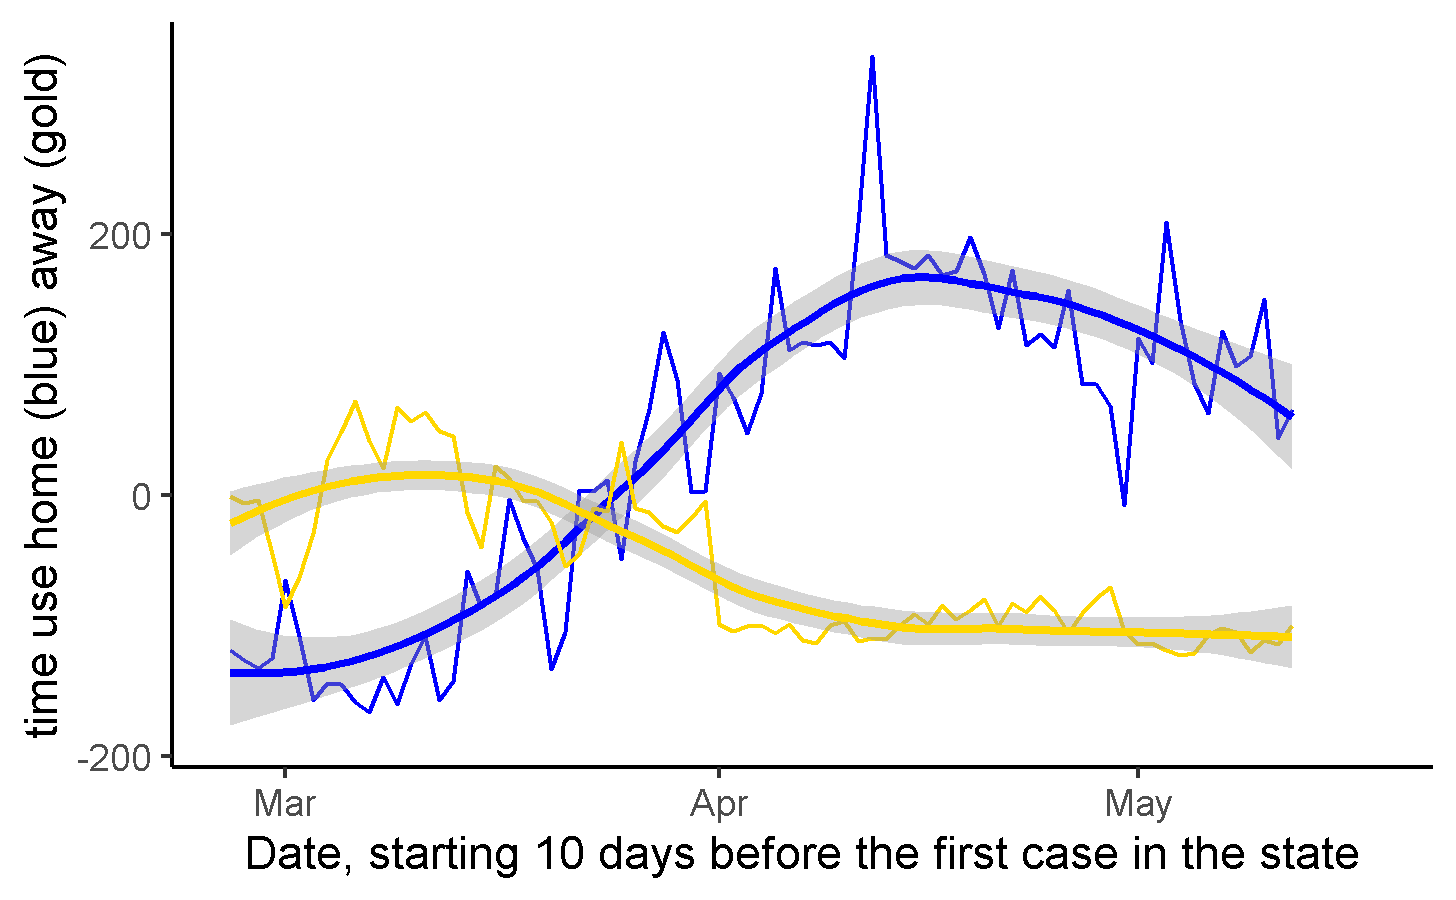 time use home (blue) away (gold)
200
0
-200
Mar
Apr
May
Date, starting 10 days before the first case in the state